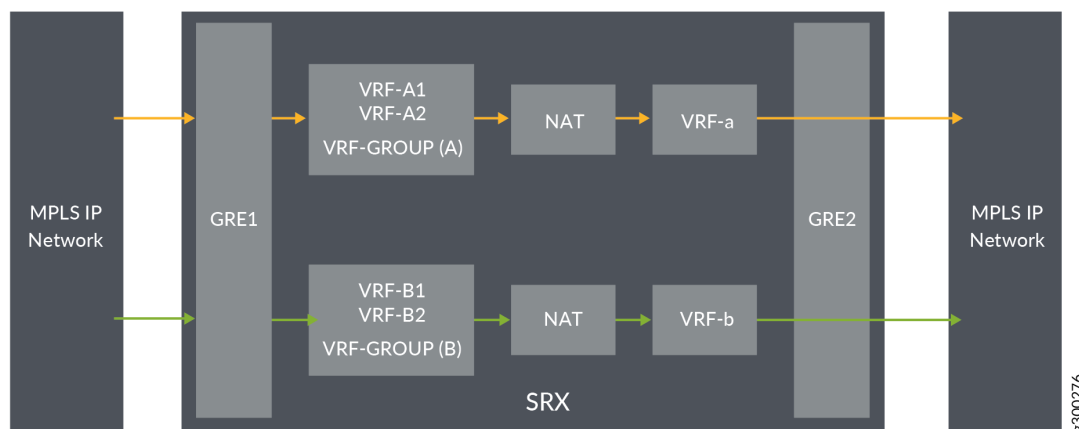 MPLS IP
Network
GRE1
VRF-A1
VRF-A2
VRF-GROUP (A)
NAT
VRF-a
VRF-B1
VRF-B2
VRF-GROUP (B)
NAT
VRF-b
GRE2
SRX
MPLS IP
Network
g300276